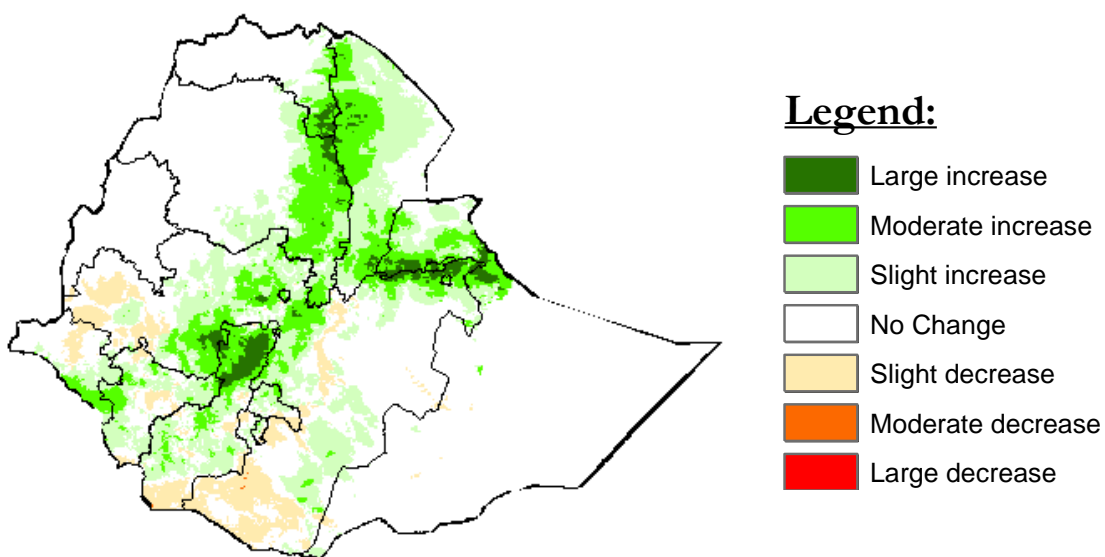 Legend:
Large increase
Moderate increase
Slight increase
No Change
Slight decrease
Moderate decrease
Large decrease